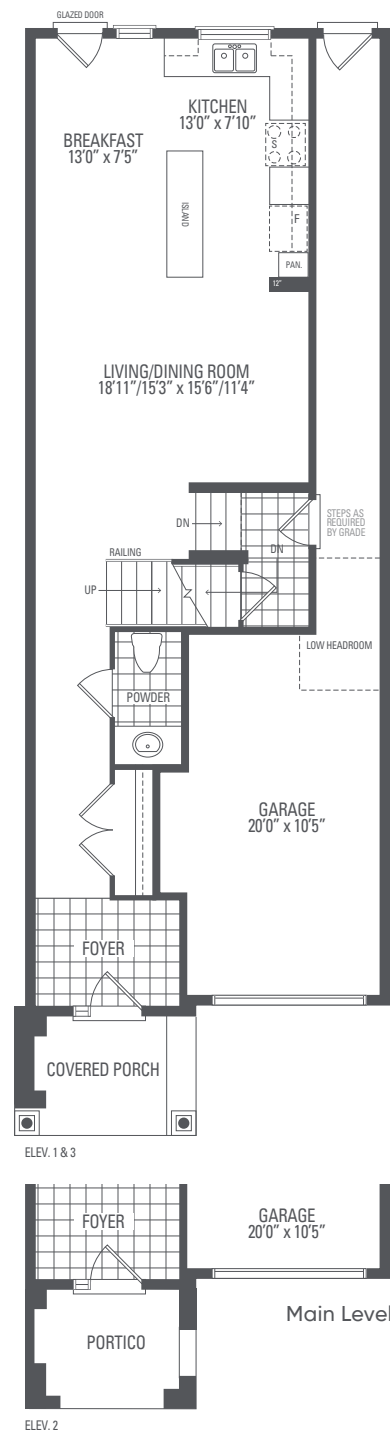 GLAZED DOOR
KITCHEN
13'0" x 7'10"
BREAKFAST
13'0" x 7'5"
S
ISLAND
F
PAN.
12"
LIVING/DINING ROOM
18'11"/15'3" x 15'6"/11'4"
DN
STEPS AS
REQUIRED
BY GRADE
DN
RAILING
UP
LOW HEADROOM
POWDER
GARAGE
20'0" x 10'5"
FOYER
COVERED PORCH
ELEV. 1 & 3
FOYER
GARAGE
20'0" x 10'5"
Main Level
PORTICO
ELEV. 2